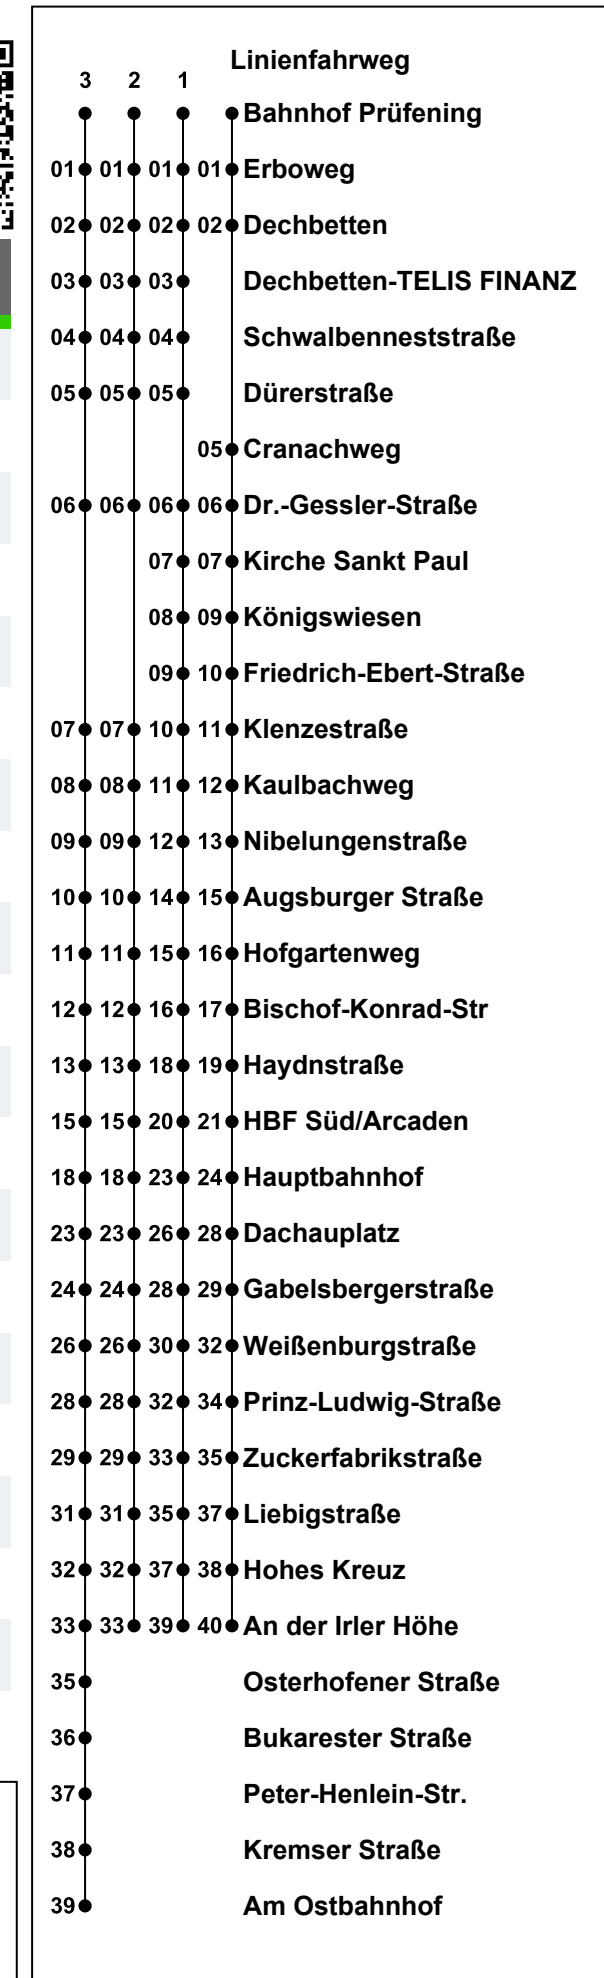 Linienfahrweg
3 2 1
Bahnhof Prüfening
01 01 01 01 Erboweg
02 02 02 02 Dechbetten
03 03 03 Dechbetten-TELIS FINANZ
04 04 04 Schwalbenneststraße
05 05 05 Dürerstraße
05 Cranachweg
06 06 06 06 Dr.-Gessler-Straße
07 07 Kirche Sankt Paul
08 09 Königswiesen
09 10 Friedrich-Ebert-Straße
07 07 10 11 Klenzestraße
08 08 11 12 Kaulbachweg
09 09 12 13 Nibelungenstraße
10 10 14 15 Augsburger Straße
11 11 15 16 Hofgartenweg
12 12 16 17 Bischof-Konrad-Str
13 13 18 19 Haydnstraße
15 15 20 21 HBF Süd/Arcaden
18 18 23 24 Hauptbahnhof
23 23 26 28 Dachauplatz
24 24 28 29 Gabelsbergerstraße
26 26 30 32 Weißenburgstraße
28 28 32 34 Prinz-Ludwig-Straße
29 29 33 35 Zuckerfabrikstraße
31 31 35 37 Liebigstraße
32 32 37 38 Hohes Kreuz
33 33 39 40 An der Irler Höhe
35 Osterhofener Straße
36 Bukarester Straße
37 Peter-Henlein-Str.
38 Kremser Straße
39 Am Ostbahnhof